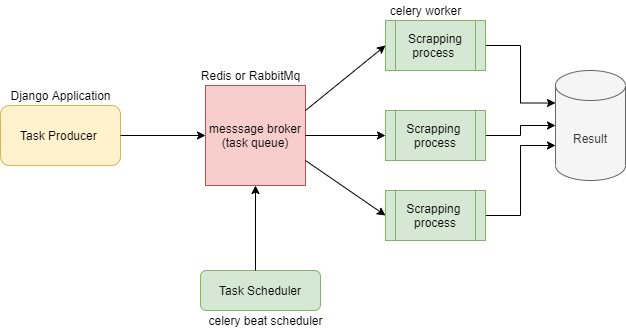 celery worker
Scrapping
process
Redis or RabbitMq
Django Application
Task Producer
messsage broker
(task queue)
Scrapping
process
Result
Scrapping
process
Task Scheduler
celery beat scheduler